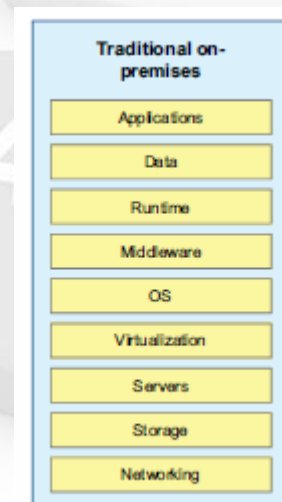 Traditional on-
premises
Applications
Data
Runtime
Middleware
OS
Virtualization
Servers
Storage
Networking